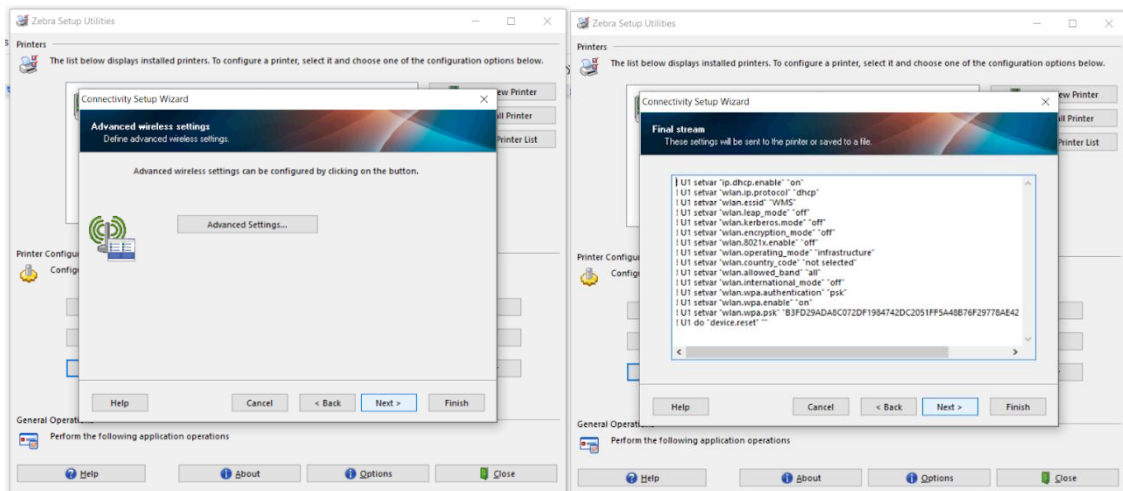 Zebra Setup Utilities
Printers
The list below displays installed printers. To configure a printer, select it and choose one of the configuration options below.
ew Printer
ll Printer
Printer List
Connectivity Setup Wizard
Advanced wireless settings
Define advanced wireless settings.
Advanced wireless settings can be configured by clicking on the button.
Advanced Settings...
Printer Configu
Config
Help
Cancel
< Back
Next >
Finish
General Operati
Perform the following application operations
Help
About
Options
Close
Zebra Setup Utilities
Printers
The list below displays installed printers. To configure a printer, select it and choose one of the configuration options below.
ew Printer
all Printer
Printer List
Connectivity Setup Wizard
Final stream
These settings will be sent to the printer or saved to a file.
! U1 setvar "ip.dhcp.enable" "on"
! U1 setvar "wlan.ip.protocol" "dhcp"
! U1 setvar "wlan.essid" "WMS"
! U1 setvar "wlan.leap_mode" "off"
! U1 setvar "wlan.kerberos.mode" "off"
! U1 setvar "wlan.encryption_mode" "off"
! U1 setvar "wlan.8021x.enable" "off"
! U1 setvar "wlan.operating_mode" "infrastructure"
! U1 setvar "wlan.country_code" "not selected"
! U1 setvar "wlan.allowed_band" "all"
! U1 setvar "wlan.international_mode" "off"
! U1 setvar "wlan.wpa.authentication" "psk"
! U1 setvar "wlan.wpa.enable" "on"
! U1 setvar "wlan.wpa.psk" "B3FD29ADA8C072DF1984742DC2051FF5A48B76F29778AE42
! U1 do "device.reset" ""
Printer Configu
Config
Help
Cancel
< Back
Next >
Finish
General Operati
Perform the following application operations
Help
About
Options
Close